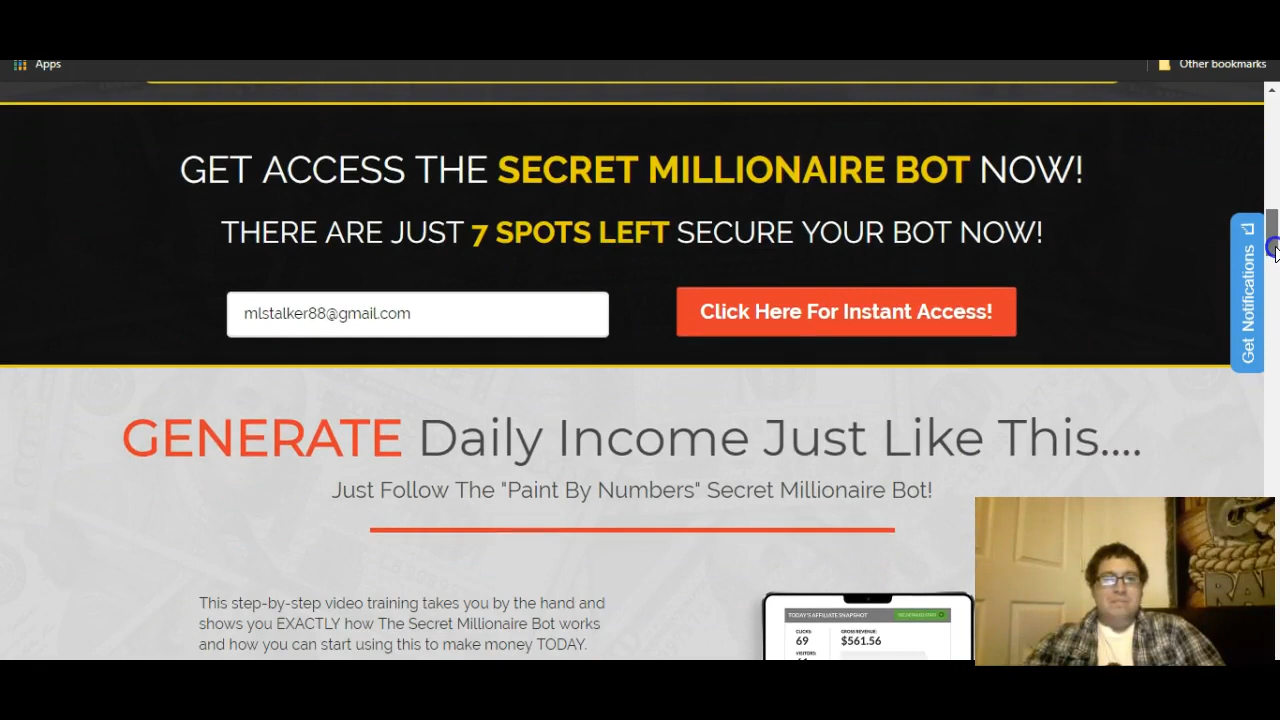 Apps
Other bookmarks
GET ACCESS THE SECRET MILLIONAIRE BOT NOW!
THERE ARE JUST 7 SPOTS LEFT SECURE YOUR BOT NOW!
mlstalker88@gmail.com
Click Here For Instant Access!
Get Notifications
GENERATE Daily Income Just Like This....
Just Follow The "Paint By Numbers" Secret Millionaire Bot!
This step-by-step video training takes you by the hand and
shows you EXACTLY how The Secret Millionaire Bot works
and how you can start using this to make money TODAY.
TODAY'S AFFILIATE SNAPSHOT
CLICKS:
69
GROSS REVENUE:
$561.56
VISITORS: